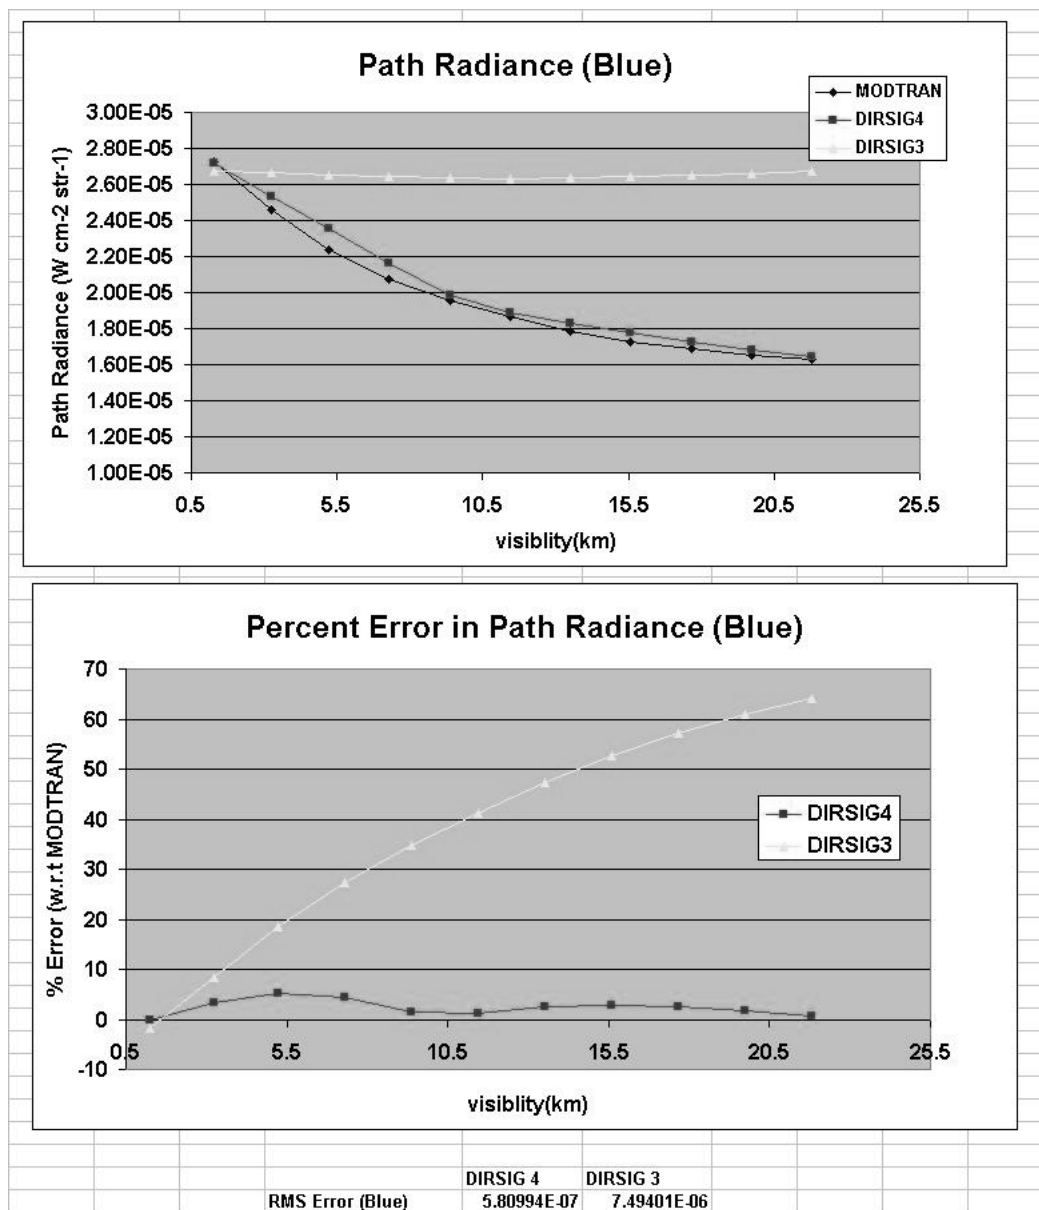 Path Radiance (Blue)
MODTRAN
DIRSIG4
DIRSIG3
3.00E-05
2.80E-05
2.60E-05
2.40E-05
2.20E-05
2.00E-05
1.80E-05
1.60E-05
1.40E-05
1.20E-05
1.00E-05
Path Radiance (W cm-2 str-1)
0.5 5.5 10.5 15.5 20.5 25.5
visiblity(km)
Percent Error in Path Radiance (Blue)
70
60
50
40
30
20
10
0
-10
% Error (w.r.t MODTRAN)
DIRSIG4
DIRSIG3
0.5 5.5 10.5 15.5 20.5 25.5
visiblity(km)
DIRSIG 4 DIRSIG 3
RMS Error (Blue) 5.80994E-07 7.49401E-06